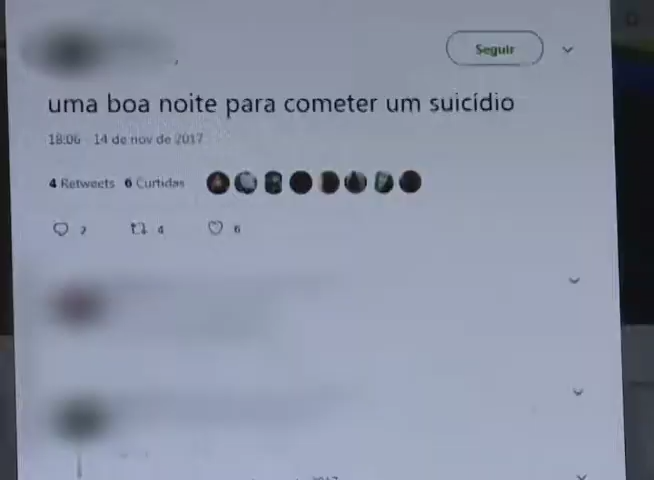 Seguir
uma boa noite para cometer um suicídio
18:06 14 de nov de 2017
4 Retweets 6 Curtidas
2 4 6